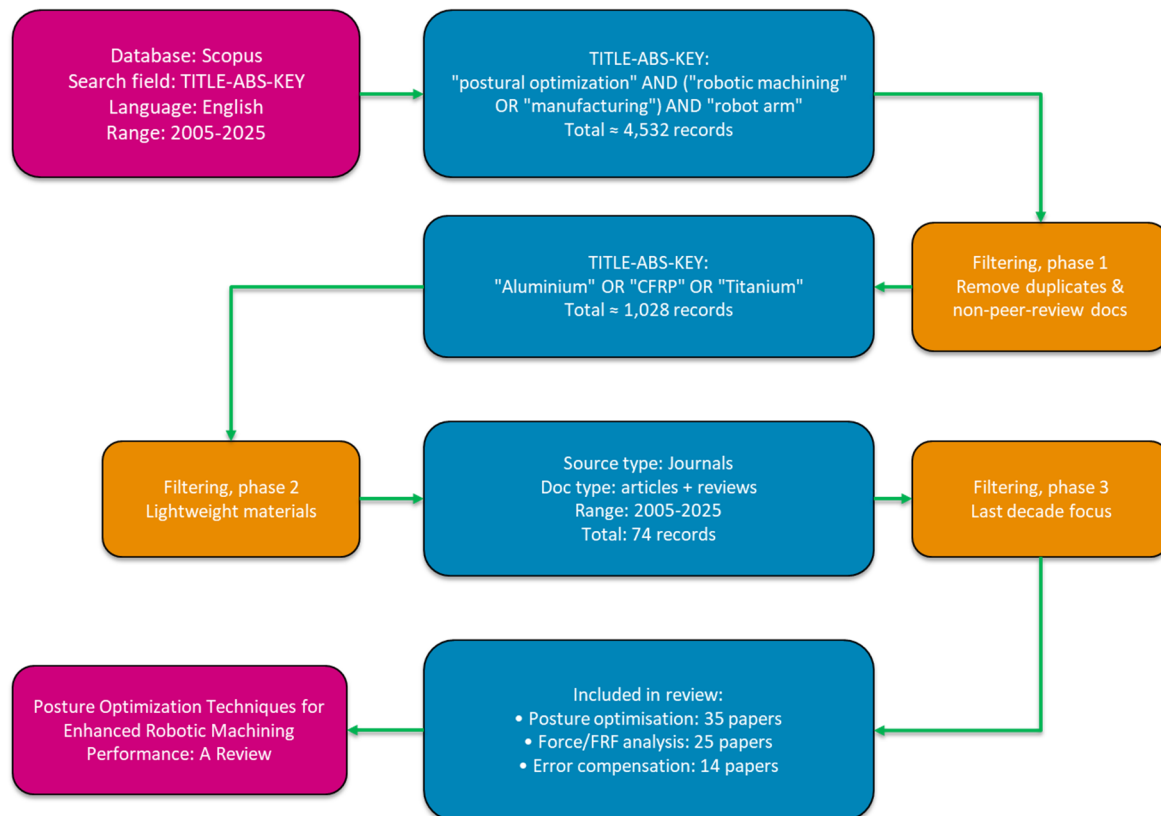 Database: Scopus
Search field: TITLE-ABS-KEY
Language: English
Range: 2005-2025
TITLE-ABS-KEY:
"postural optimization" AND ("robotic machining"
OR "manufacturing") AND "robot arm"
Total ≈ 4,532 records
Filtering, phase 1
Remove duplicates &
non-peer-review docs
TITLE-ABS-KEY:
"Aluminium" OR "CFRP" OR "Titanium"
Total ≈ 1,028 records
Filtering, phase 2
Lightweight materials
Source type: Journals
Doc type: articles + reviews
Range: 2005-2025
Total: 74 records
Filtering, phase 3
Last decade focus
Included in review:
• Posture optimisation: 35 papers
• Force/FRF analysis: 25 papers
• Error compensation: 14 papers
Posture Optimization Techniques for
Enhanced Robotic Machining
Performance: A Review